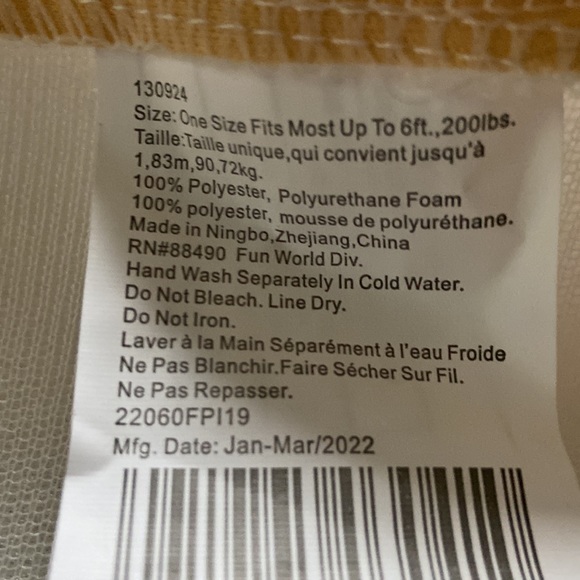 130924
Size: One Size Fits Most Up To 6ft.,200lbs.
Taille:Taille unique,qui convient jusqu'à
1,83m,90,72kg.
100% Polyester, Polyurethane Foam
100% polyester, mousse de polyuréthane.
Made in Ningbo,Zhejiang,China
RN#88490 Fun World Div.
Hand Wash Separately In Cold Water.
Do Not Bleach. Line Dry.
Do Not Iron.
Laver à la Main Séparément à l'eau Froide
Ne Pas Blanchir.Faire Sécher Sur Fil.
Ne Pas Repasser.
22060FPI19
Mfg. Date: Jan-Mar/2022